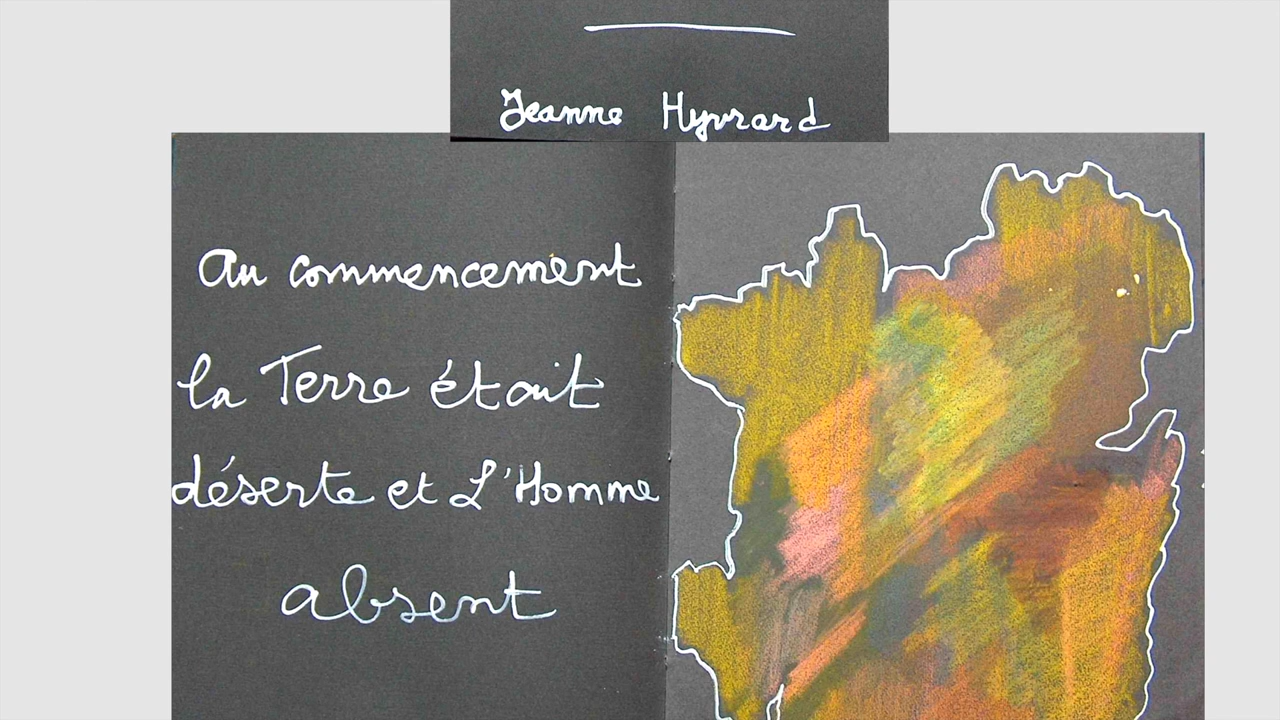 Jeanne Hyvrard
Au commencement
la Terre était
déserte et L'Homme
absent